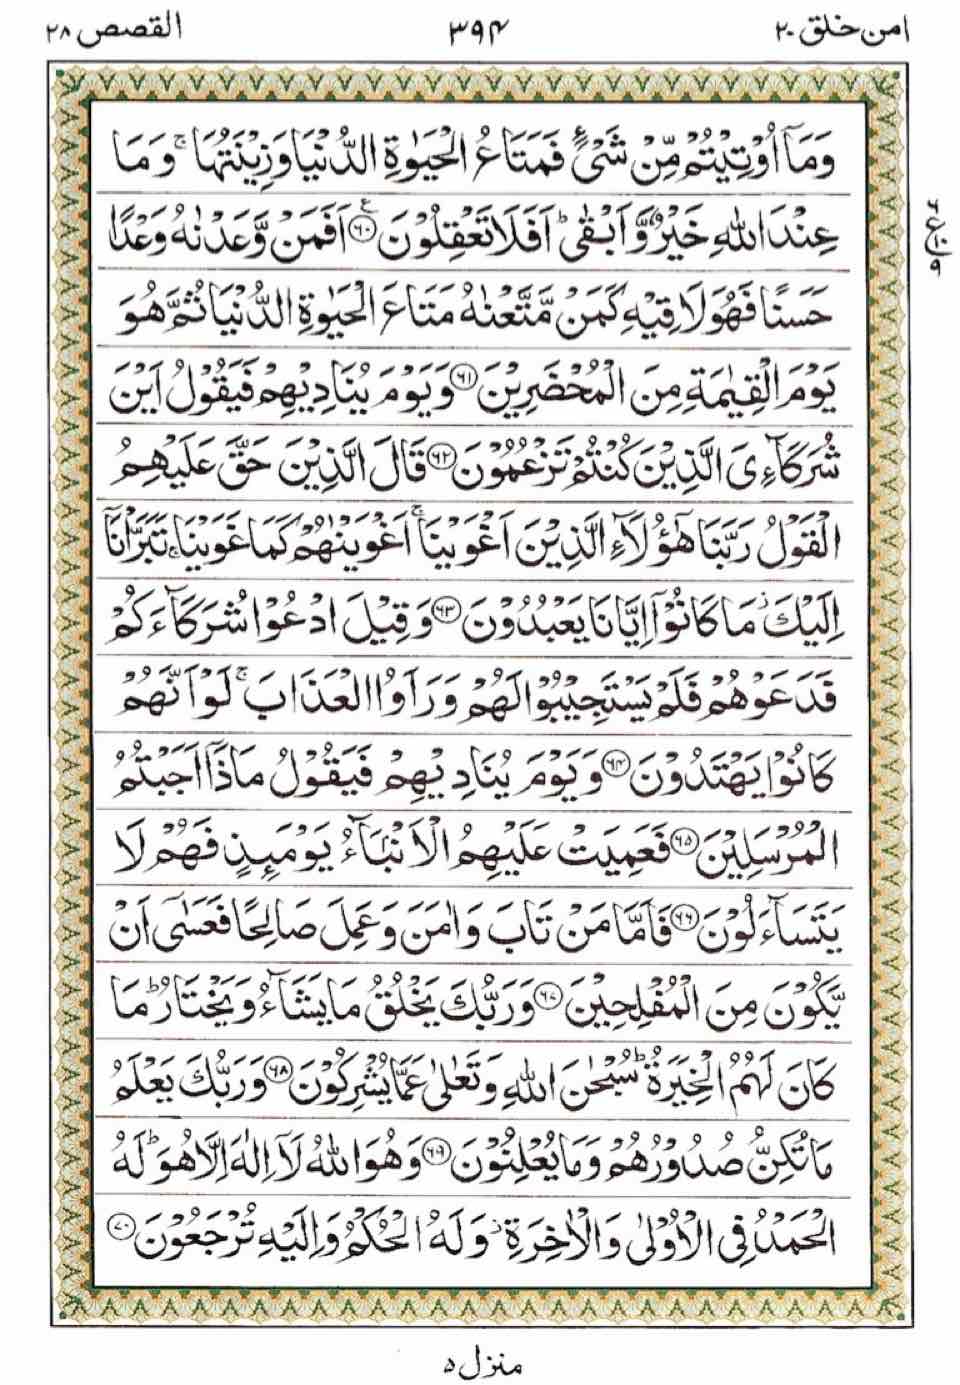 امن خلق ۲۰
۳۹۴
القصص ۲۸
وَمَاۤ اُوْتِيْتُمْ مِّنْ شَیْءٍ فَمَتَاعُ الْحَيٰوةِ الدُّنْيَا وَزِيْنَتُهَا ۚ وَمَا
عِنْدَ اللّٰهِ خَيْرٌ وَّاَبْقٰى ؕ اَفَلَا تَعْقِلُوْنَ ۠﴿۶۰﴾ اَفَمَنْ وَّعَدْنٰهُ وَعْدًا
حَسَنًا فَهُوَ لَاقِيْهِ كَمَنْ مَّتَّعْنٰهُ مَتَاعَ الْحَيٰوةِ الدُّنْيَا ثُمَّ هُوَ
يَوْمَ الْقِيٰمَةِ مِنَ الْمُحْضَرِيْنَ ﴿۶۱﴾ وَيَوْمَ يُنَادِيْهِمْ فَيَقُوْلُ اَيْنَ
شُرَكَآءِیَ الَّذِيْنَ كُنْتُمْ تَزْعُمُوْنَ ﴿۶۲﴾ قَالَ الَّذِيْنَ حَقَّ عَلَيْهِمُ
الْقَوْلُ رَبَّنَا هٰۤؤُلَآءِ الَّذِيْنَ اَغْوَيْنَا ۚ اَغْوَيْنٰهُمْ كَمَا غَوَيْنَا ۚ تَبَرَّاْنَاۤ
اِلَيْكَ ؗ مَا كَانُوْۤا اِيَّانَا يَعْبُدُوْنَ ﴿۶۳﴾ وَقِيْلَ ادْعُوْا شُرَكَآءَكُمْ
فَدَعَوْهُمْ فَلَمْ يَسْتَجِيْبُوْا لَهُمْ وَرَاَوُا الْعَذَابَ ۚ لَوْ اَنَّهُمْ
كَانُوْا يَهْتَدُوْنَ ﴿۶۴﴾ وَيَوْمَ يُنَادِيْهِمْ فَيَقُوْلُ مَاذَاۤ اَجَبْتُمُ
الْمُرْسَلِيْنَ ﴿۶۵﴾ فَعَمِيَتْ عَلَيْهِمُ الْاَنْۢبَآءُ يَوْمَئِذٍ فَهُمْ لَا
يَتَسَآءَلُوْنَ ﴿۶۶﴾ فَاَمَّا مَنْ تَابَ وَاٰمَنَ وَعَمِلَ صَالِحًا فَعَسٰۤى اَنْ
يَّكُوْنَ مِنَ الْمُفْلِحِيْنَ ﴿۶۷﴾ وَرَبُّكَ يَخْلُقُ مَا يَشَآءُ وَيَخْتَارُ ؕ مَا
كَانَ لَهُمُ الْخِيَرَةُ ؕ سُبْحٰنَ اللّٰهِ وَتَعٰلٰى عَمَّا يُشْرِكُوْنَ ﴿۶۸﴾ وَرَبُّكَ يَعْلَمُ
مَا تُكِنُّ صُدُوْرُهُمْ وَمَا يُعْلِنُوْنَ ﴿۶۹﴾ وَهُوَ اللّٰهُ لَاۤ اِلٰهَ اِلَّا هُوَ ؕ لَهُ
الْحَمْدُ فِى الْاُوْلٰى وَالْاٰخِرَةِ ؗ وَلَهُ الْحُكْمُ وَاِلَيْهِ تُرْجَعُوْنَ ﴿۷۰﴾
ع ۶ ۱۰ ۹
منزل ۵